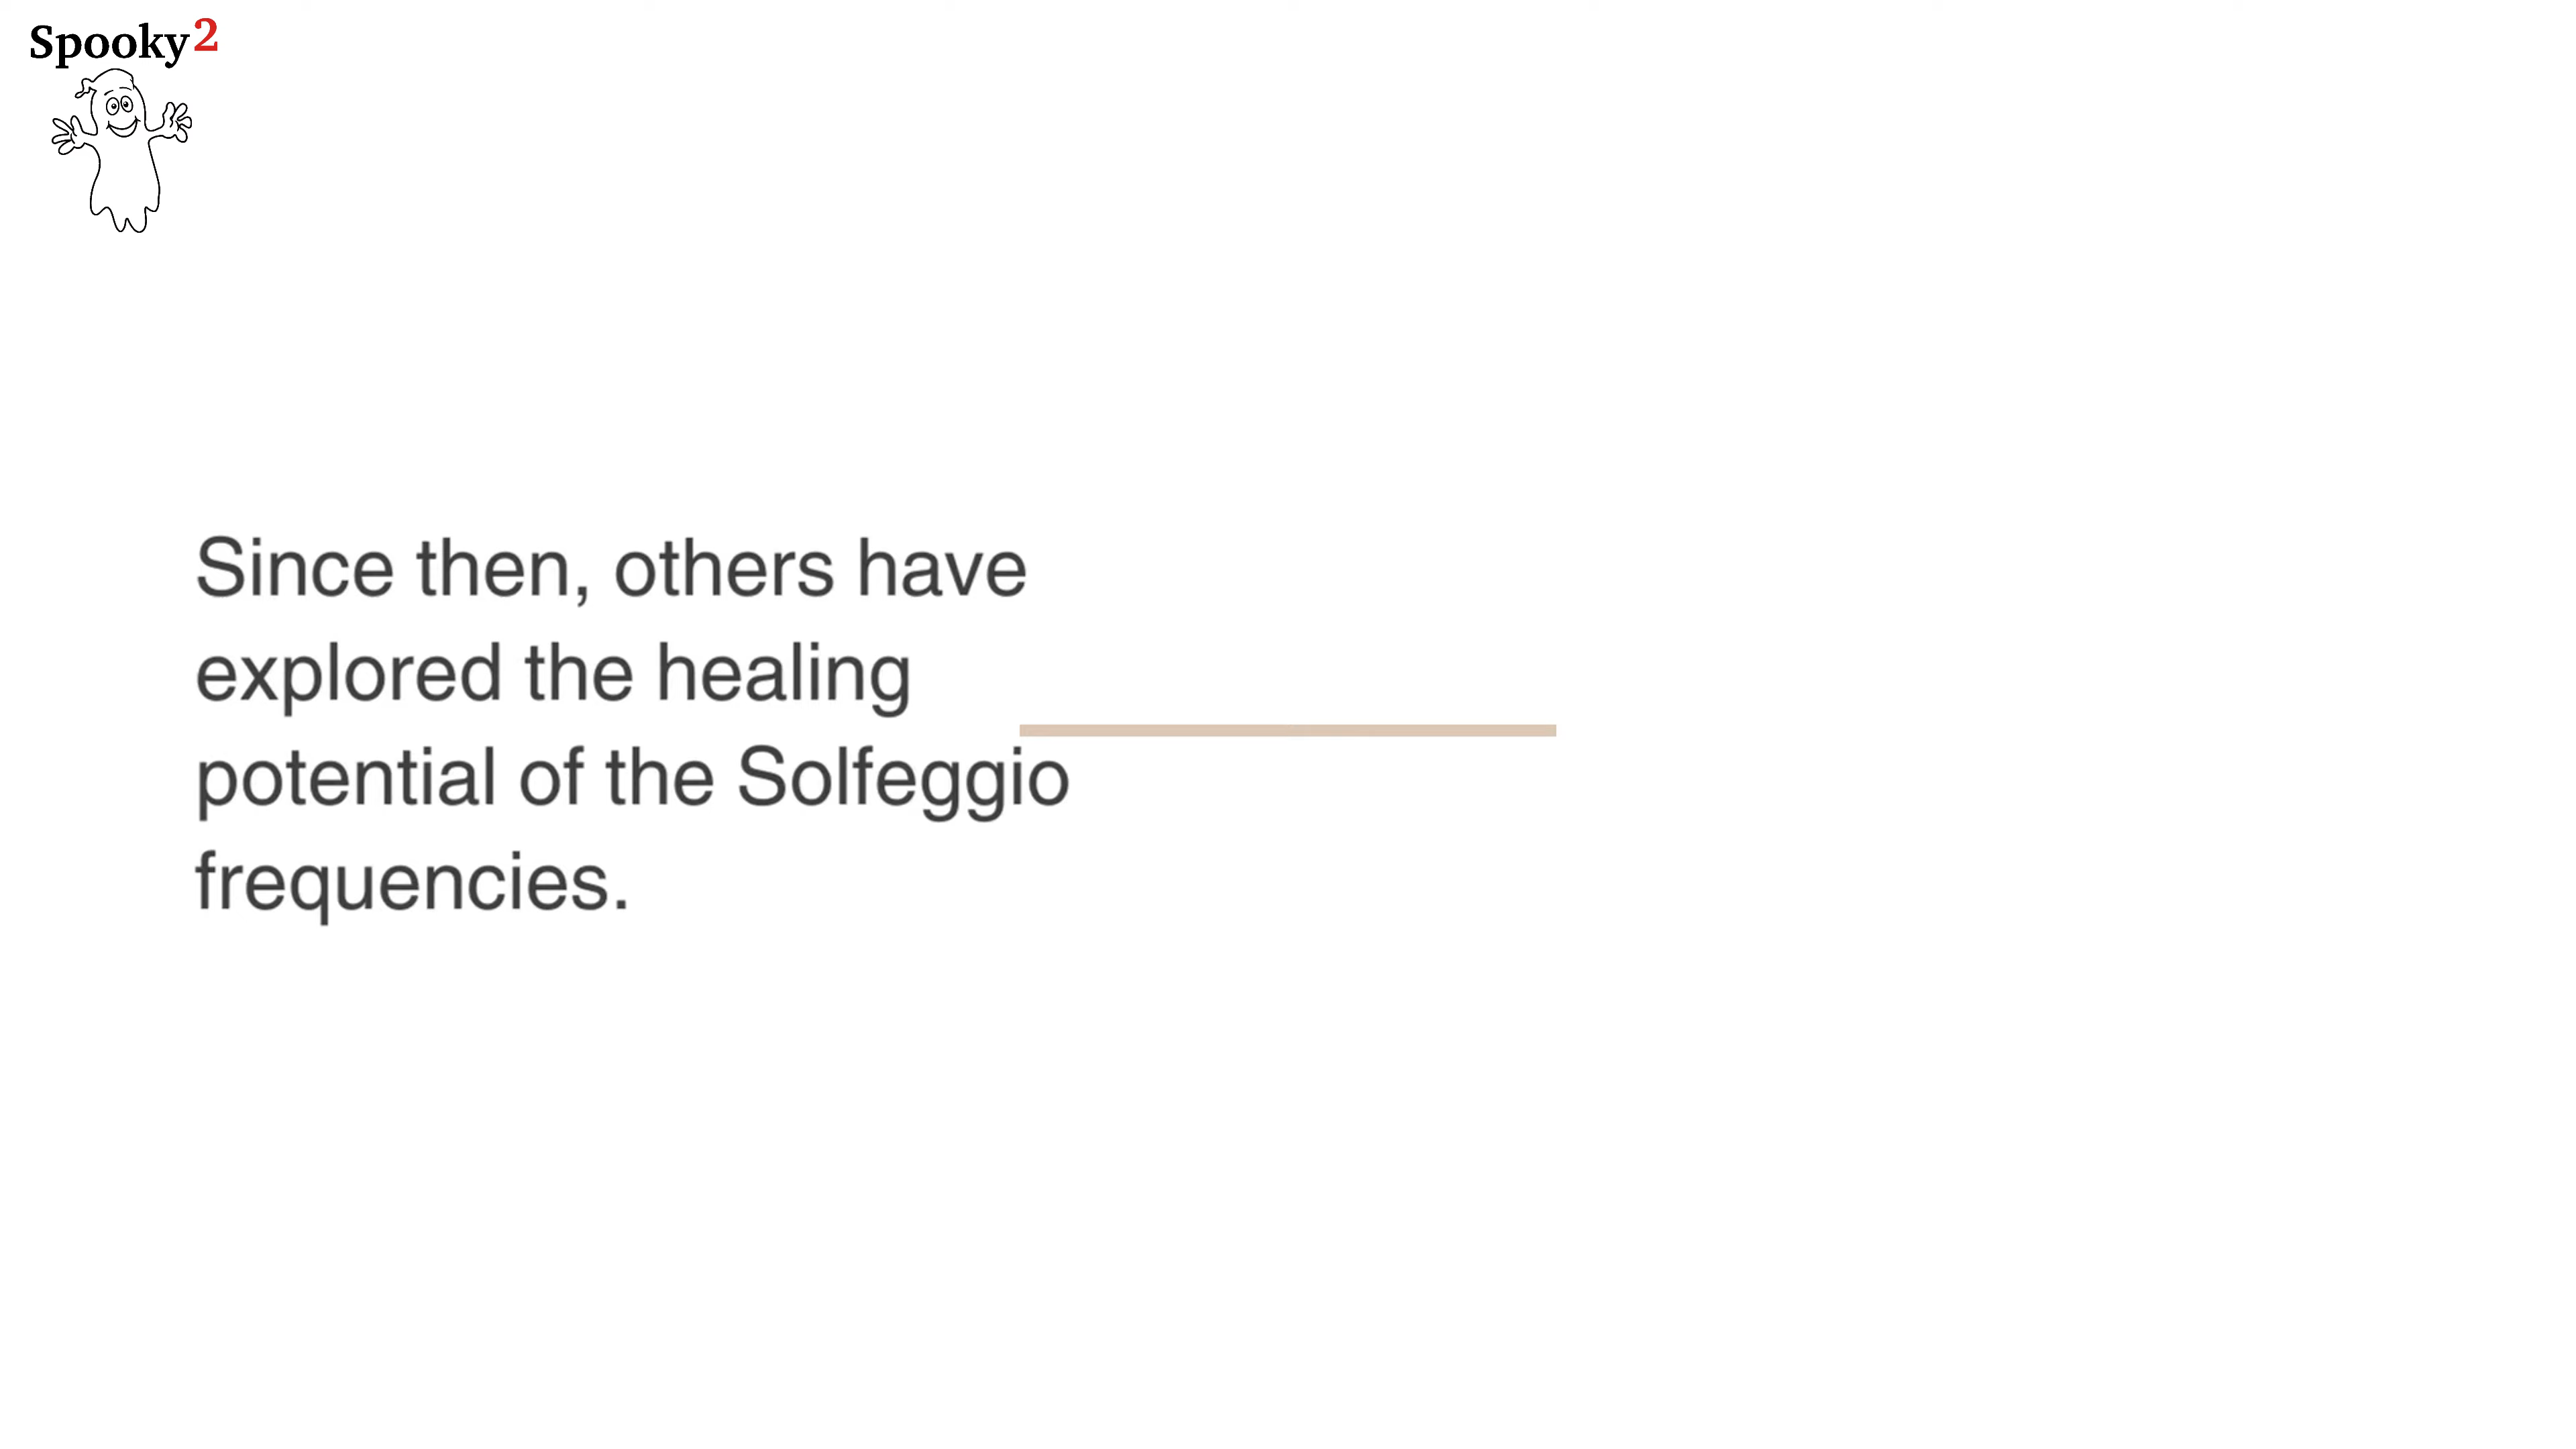 Spooky2
Since then, others have
explored the healing
potential of the Solfeggio
frequencies.